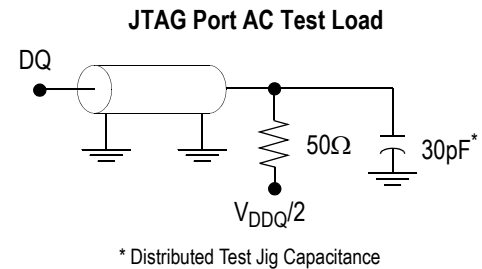 JTAG Port AC Test Load
DQ
50Ω
30pF*
VDDQ/2
* Distributed Test Jig Capacitance